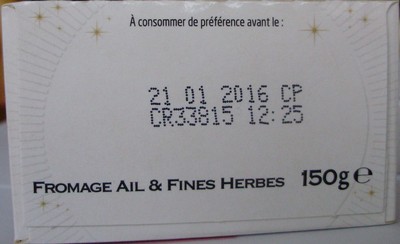 À consommer de préférence avant le :
21 01 2016 CP
CR33815 12:25
FROMAGE AIL & FINES HERBES 150g ℮